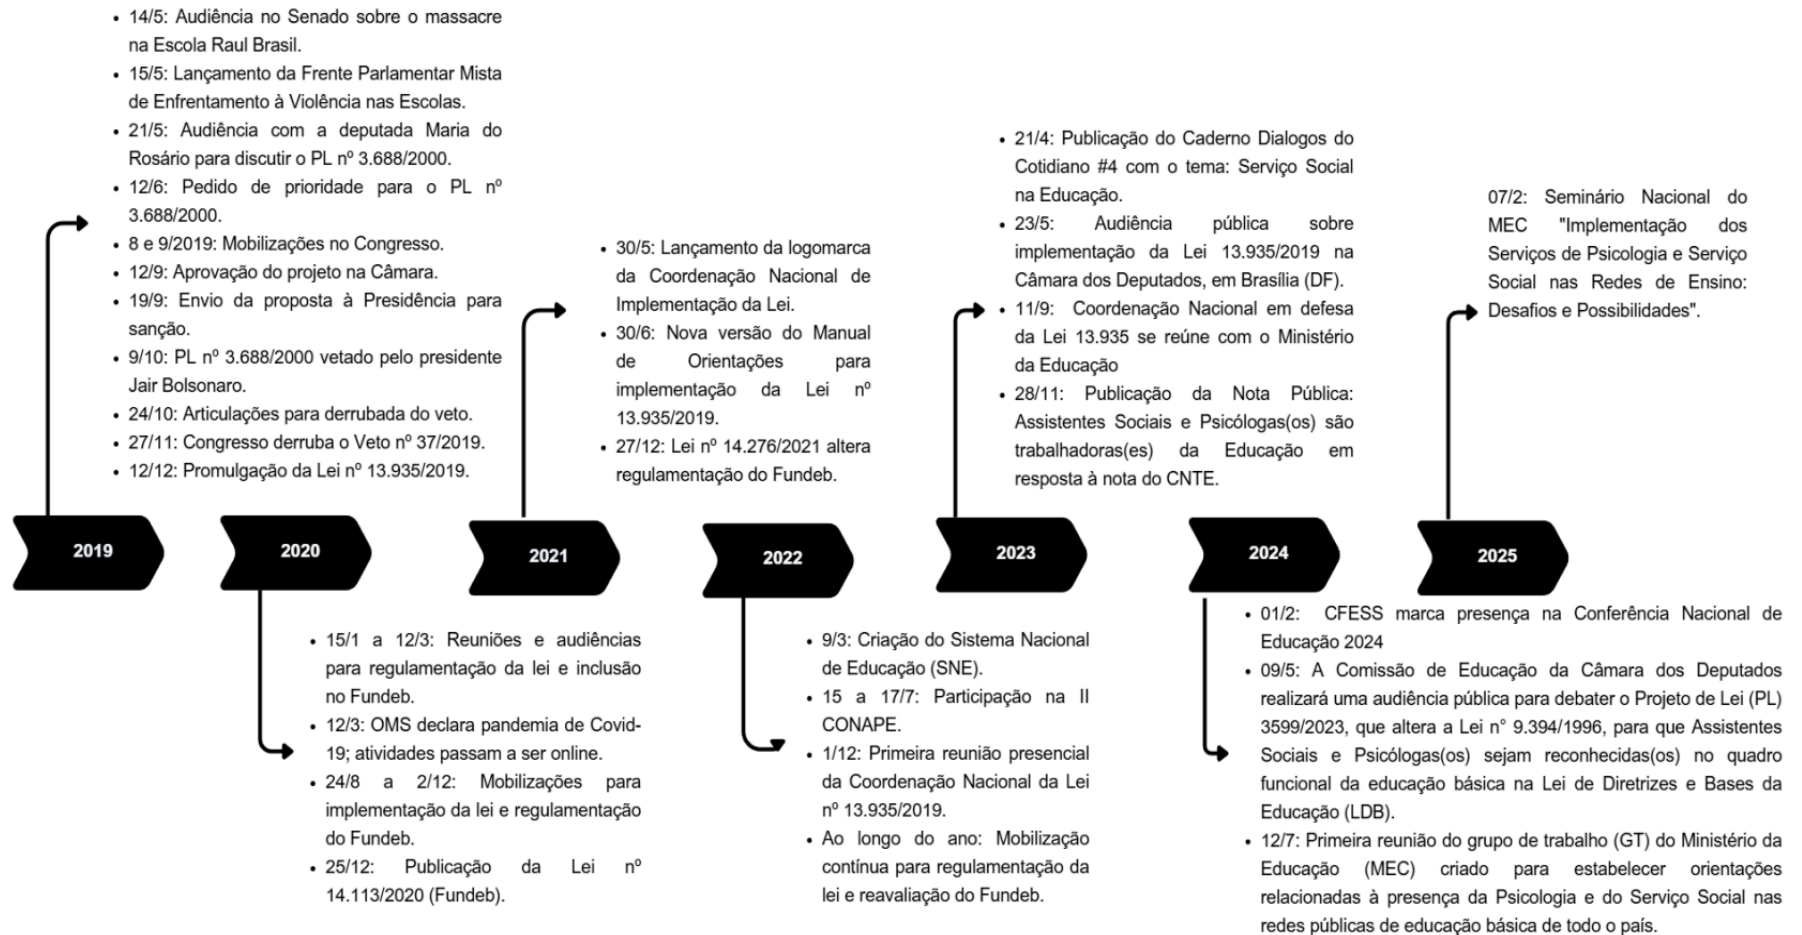 • 14/5: Audiência no Senado sobre o massacre
na Escola Raul Brasil.
• 15/5: Lançamento da Frente Parlamentar Mista
de Enfrentamento à Violência nas Escolas.
• 21/5: Audiência com a deputada Maria do
Rosário para discutir o PL nº 3.688/2000.
• 12/6: Pedido de prioridade para o PL nº
3.688/2000.
• 8 e 9/2019: Mobilizações no Congresso.
• 12/9: Aprovação do projeto na Câmara.
• 19/9: Envio da proposta à Presidência para
sanção.
• 9/10: PL nº 3.688/2000 vetado pelo presidente
Jair Bolsonaro.
• 24/10: Articulações para derrubada do veto.
• 27/11: Congresso derruba o Veto nº 37/2019.
• 12/12: Promulgação da Lei nº 13.935/2019.
• 30/5: Lançamento da logomarca
da Coordenação Nacional de
Implementação da Lei.
• 30/6: Nova versão do Manual
de Orientações para
implementação da Lei nº
13.935/2019.
• 27/12: Lei nº 14.276/2021 altera
regulamentação do Fundeb.
• 21/4: Publicação do Caderno Dialogos do
Cotidiano #4 com o tema: Serviço Social
na Educação.
• 23/5: Audiência pública sobre
implementação da Lei 13.935/2019 na
Câmara dos Deputados, em Brasília (DF).
• 11/9: Coordenação Nacional em defesa
da Lei 13.935 se reúne com o Ministério
da Educação
• 28/11: Publicação da Nota Pública:
Assistentes Sociais e Psicólogas(os) são
trabalhadoras(es) da Educação em
resposta à nota do CNTE.
07/2: Seminário Nacional do
MEC "Implementação dos
Serviços de Psicologia e Serviço
Social nas Redes de Ensino:
Desafios e Possibilidades".
2019
2020
2021
2022
2023
2024
2025
• 15/1 a 12/3: Reuniões e audiências
para regulamentação da lei e inclusão
no Fundeb.
• 12/3: OMS declara pandemia de Covid-
19; atividades passam a ser online.
• 24/8 a 2/12: Mobilizações para
implementação da lei e regulamentação
do Fundeb.
• 25/12: Publicação da Lei nº
14.113/2020 (Fundeb).
• 9/3: Criação do Sistema Nacional
de Educação (SNE).
• 15 a 17/7: Participação na II
CONAPE.
• 1/12: Primeira reunião presencial
da Coordenação Nacional da Lei
nº 13.935/2019.
• Ao longo do ano: Mobilização
contínua para regulamentação da
lei e reavaliação do Fundeb.
• 01/2: CFESS marca presença na Conferência Nacional de
Educação 2024
• 09/5: A Comissão de Educação da Câmara dos Deputados
realizará uma audiência pública para debater o Projeto de Lei (PL)
3599/2023, que altera a Lei n° 9.394/1996, para que Assistentes
Sociais e Psicólogas(os) sejam reconhecidas(os) no quadro
funcional da educação básica na Lei de Diretrizes e Bases da
Educação (LDB).
• 12/7: Primeira reunião do grupo de trabalho (GT) do Ministério da
Educação (MEC) criado para estabelecer orientações
relacionadas à presença da Psicologia e do Serviço Social nas
redes públicas de educação básica de todo o país.